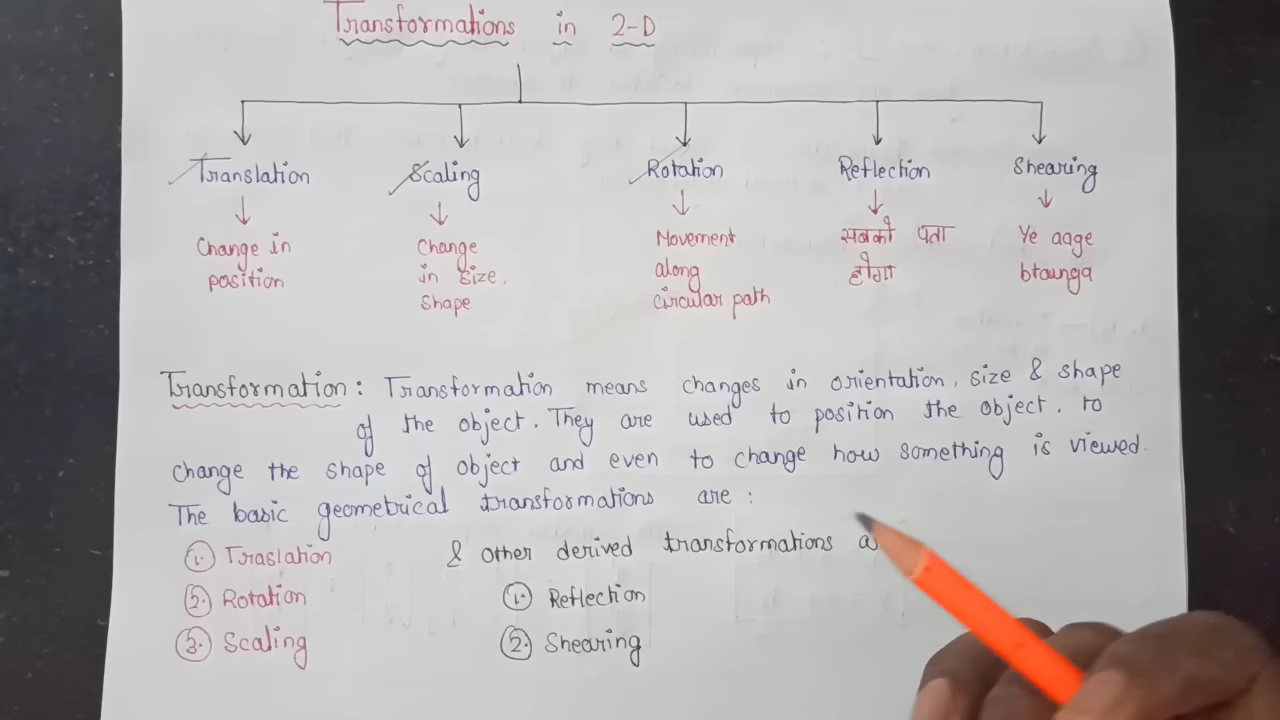 Transformations in 2-D
Translation Scaling Rotation Reflection Shearing
Change in position
Change in size, shape
Movement along circular path
सबको पता होगा
Ye aage btaunga
Transformation: Transformation means changes in orientation, size & shape
of the object. They are used to position the object, to
change the shape of object and even to change how something is viewed.
The basic geometrical transformations are:
1. Traslation
2. Rotation
3. Scaling
& other derived transformations a
1. Reflection
2. Shearing